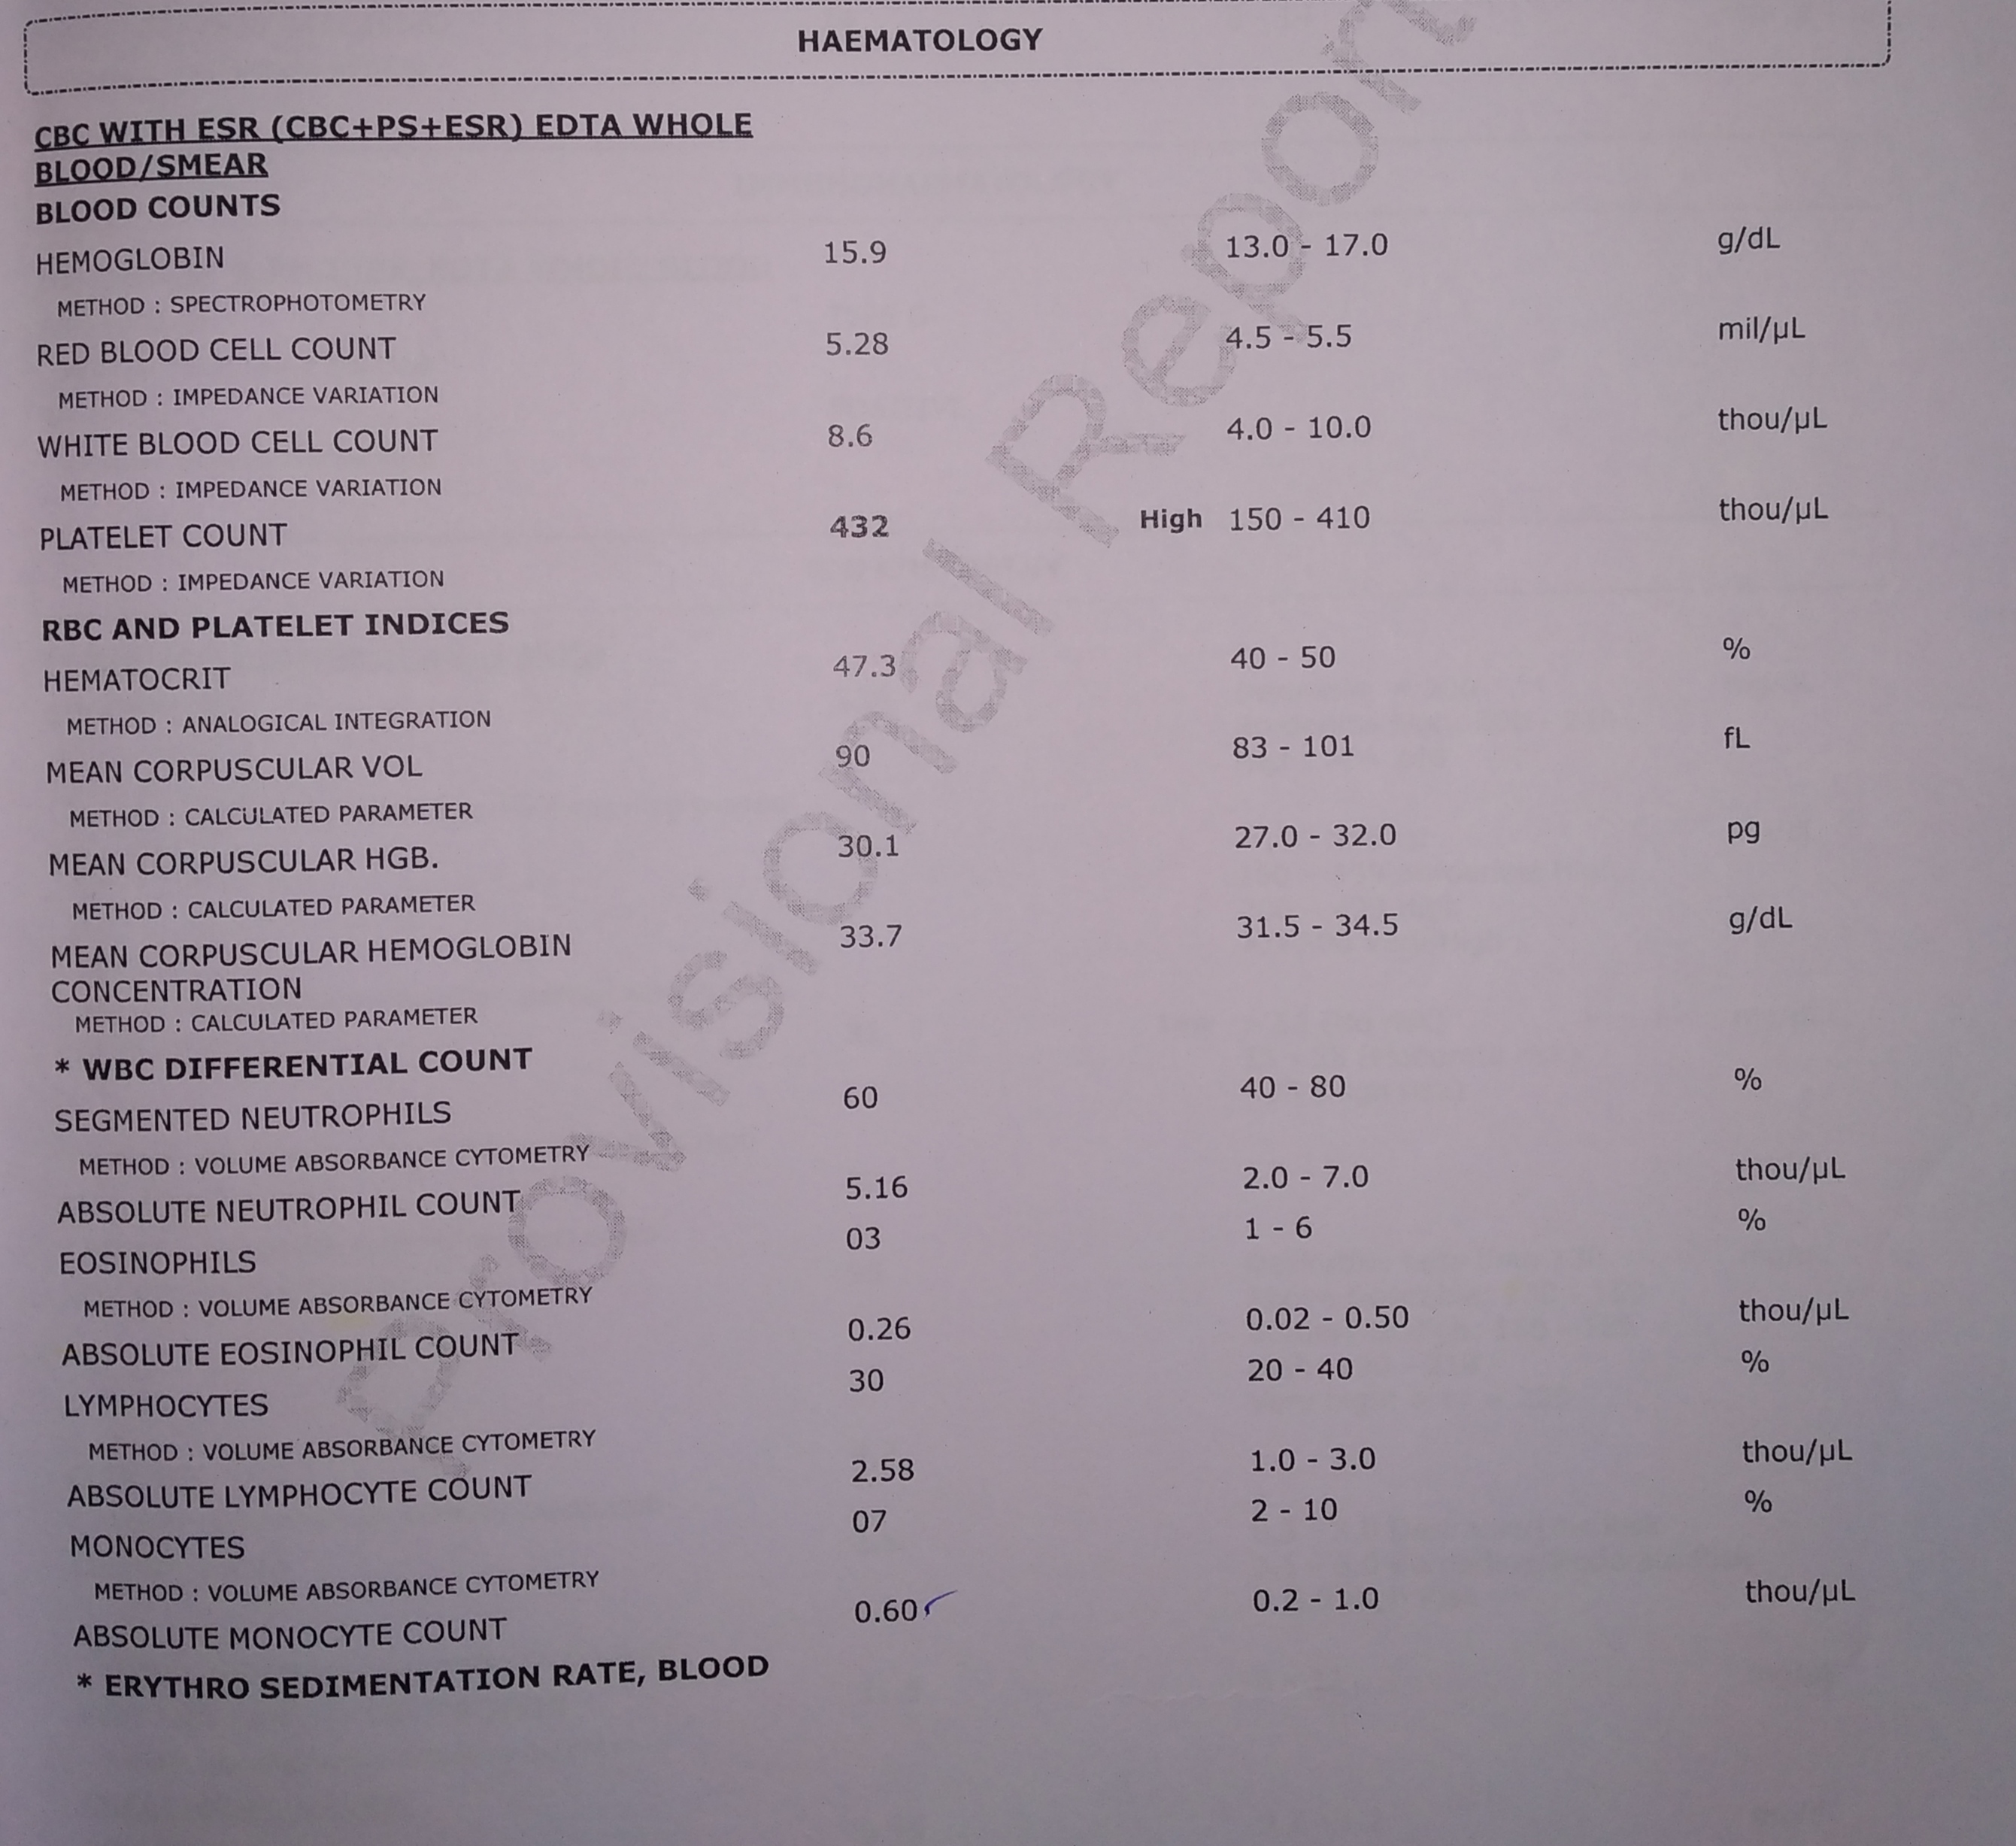 HAEMATOLOGY
CBC WITH ESR (CBC+PS+ESR) EDTA WHOLE
BLOOD/SMEAR
BLOOD COUNTS
HEMOGLOBIN 15.9 13.0 - 17.0 g/dL
METHOD : SPECTROPHOTOMETRY
RED BLOOD CELL COUNT 5.28 4.5 - 5.5 mil/µL
METHOD : IMPEDANCE VARIATION
WHITE BLOOD CELL COUNT 8.6 4.0 - 10.0 thou/µL
METHOD : IMPEDANCE VARIATION
PLATELET COUNT 432 High 150 - 410 thou/µL
METHOD : IMPEDANCE VARIATION
RBC AND PLATELET INDICES
HEMATOCRIT 47.3 40 - 50 %
METHOD : ANALOGICAL INTEGRATION
MEAN CORPUSCULAR VOL 90 83 - 101 fL
METHOD : CALCULATED PARAMETER
MEAN CORPUSCULAR HGB. 30.1 27.0 - 32.0 pg
METHOD : CALCULATED PARAMETER
MEAN CORPUSCULAR HEMOGLOBIN 33.7 31.5 - 34.5 g/dL
CONCENTRATION
METHOD : CALCULATED PARAMETER
* WBC DIFFERENTIAL COUNT
SEGMENTED NEUTROPHILS 60 40 - 80 %
METHOD : VOLUME ABSORBANCE CYTOMETRY
ABSOLUTE NEUTROPHIL COUNT 5.16 2.0 - 7.0 thou/µL
EOSINOPHILS 03 1 - 6 %
METHOD : VOLUME ABSORBANCE CYTOMETRY
ABSOLUTE EOSINOPHIL COUNT 0.26 0.02 - 0.50 thou/µL
LYMPHOCYTES 30 20 - 40 %
METHOD : VOLUME ABSORBANCE CYTOMETRY
ABSOLUTE LYMPHOCYTE COUNT 2.58 1.0 - 3.0 thou/µL
MONOCYTES 07 2 - 10 %
METHOD : VOLUME ABSORBANCE CYTOMETRY
ABSOLUTE MONOCYTE COUNT 0.60 0.2 - 1.0 thou/µL
* ERYTHRO SEDIMENTATION RATE, BLOOD
Provisional Report